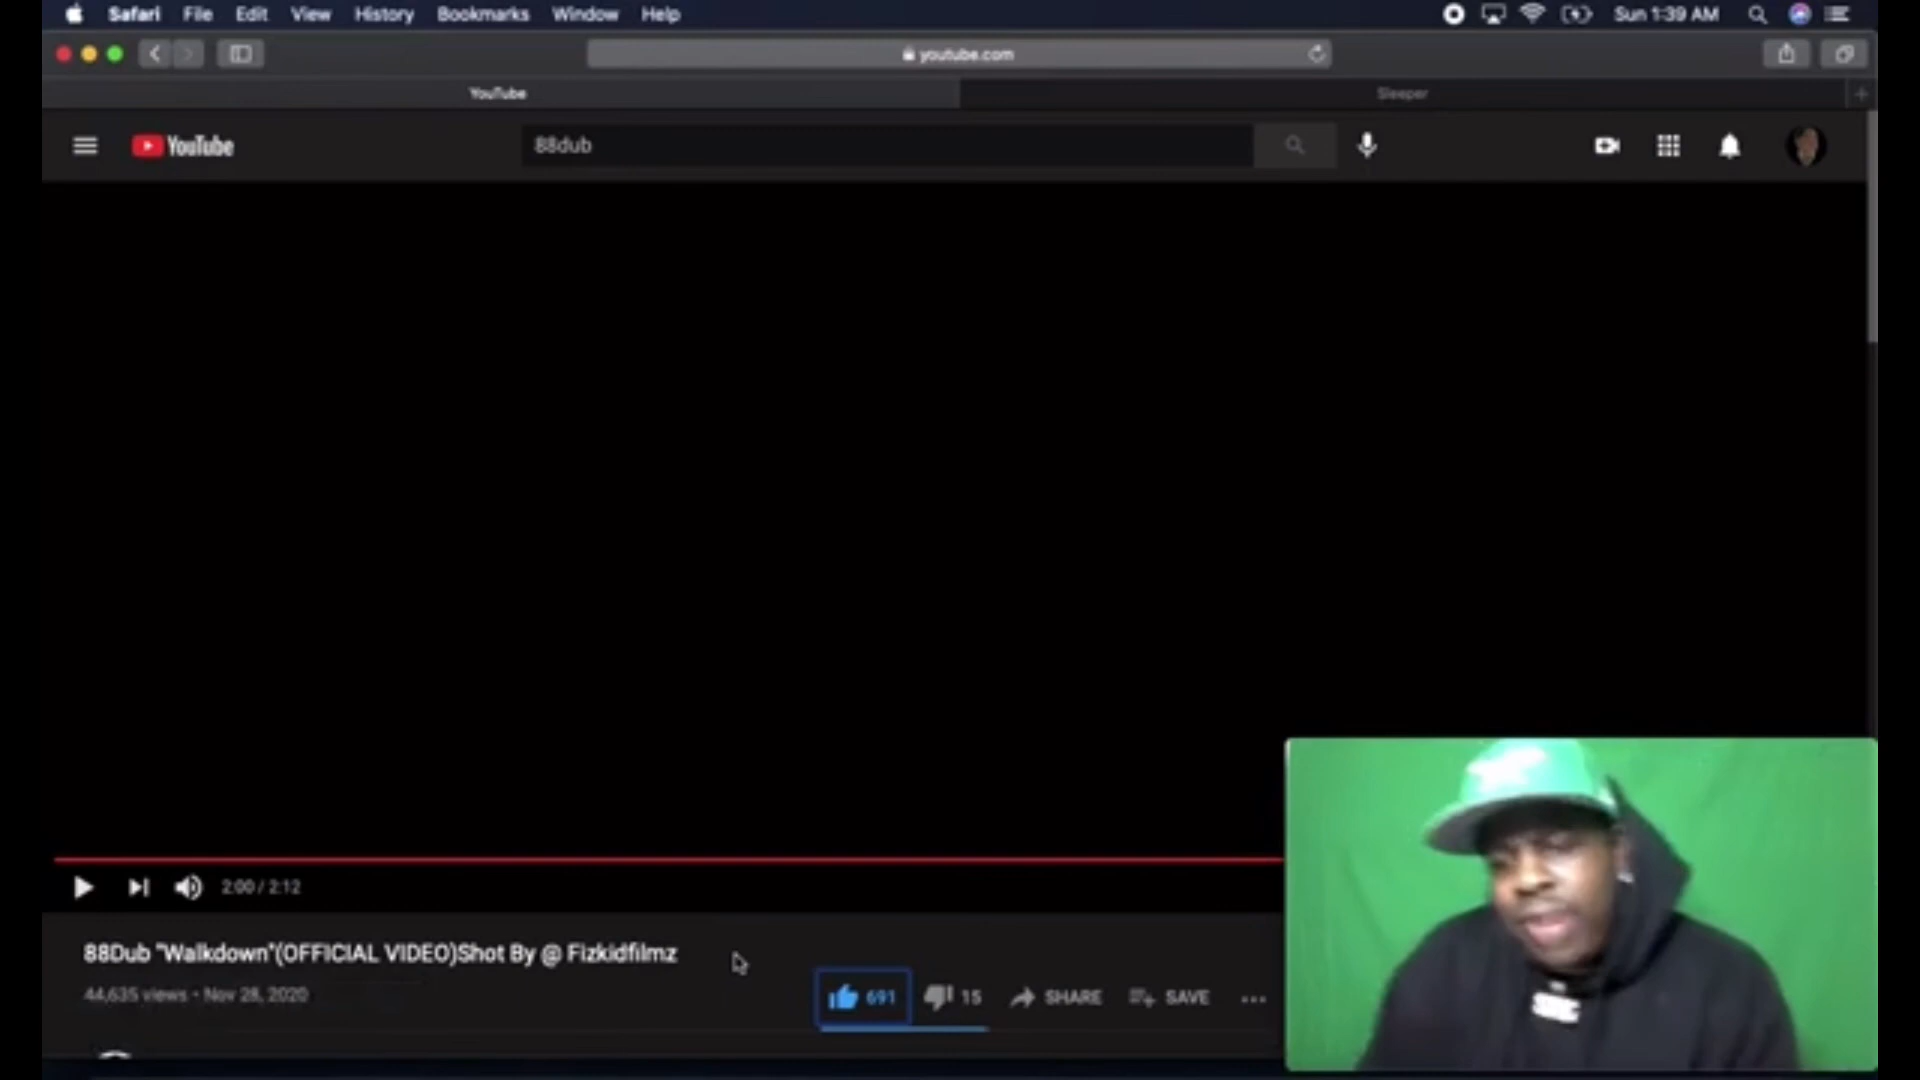 Safari File Edit View History Bookmarks Window Help Sun 1:39 AM
youtube.com
YouTube Sleeper
YouTube 88dub
2:00 / 2:12
88Dub "Walkdown"(OFFICIAL VIDEO)Shot By @ Fizkidfilmz
44,635 views • Nov 28, 2020
691 15 SHARE SAVE